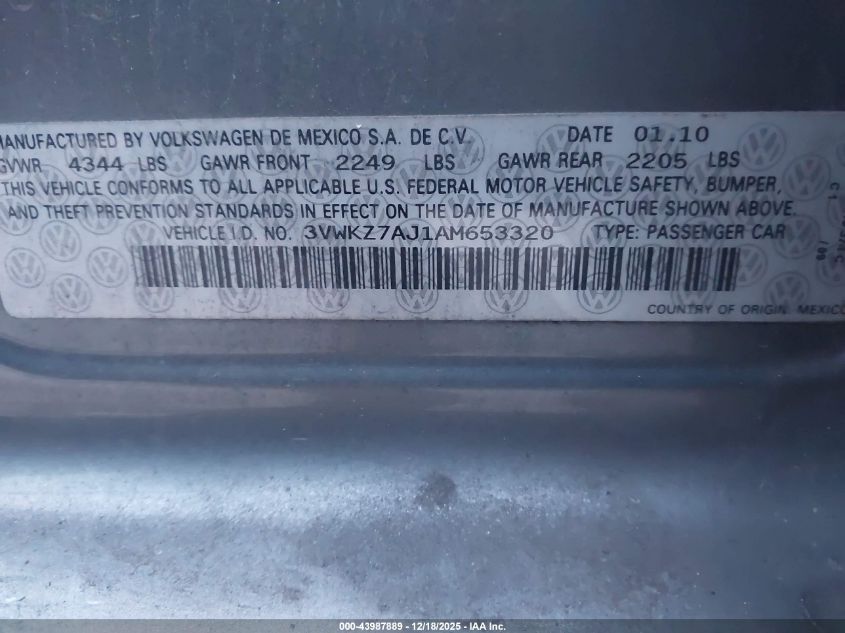 MANUFACTURED BY VOLKSWAGEN DE MEXICO S.A. DE C.V. DATE 01.10
GVWR 4344 LBS GAWR FRONT 2249 LBS GAWR REAR 2205 LBS
THIS VEHICLE CONFORMS TO ALL APPLICABLE U.S. FEDERAL MOTOR VEHICLE SAFETY, BUMPER,
AND THEFT PREVENTION STANDARDS IN EFFECT ON THE DATE OF MANUFACTURE SHOWN ABOVE.
VEHICLE I.D. NO. 3VWKZ7AJ1AM653320 TYPE: PASSENGER CAR
COUNTRY OF ORIGIN MEXICO
000-43987889 - 12/18/2025 - IAA Inc.